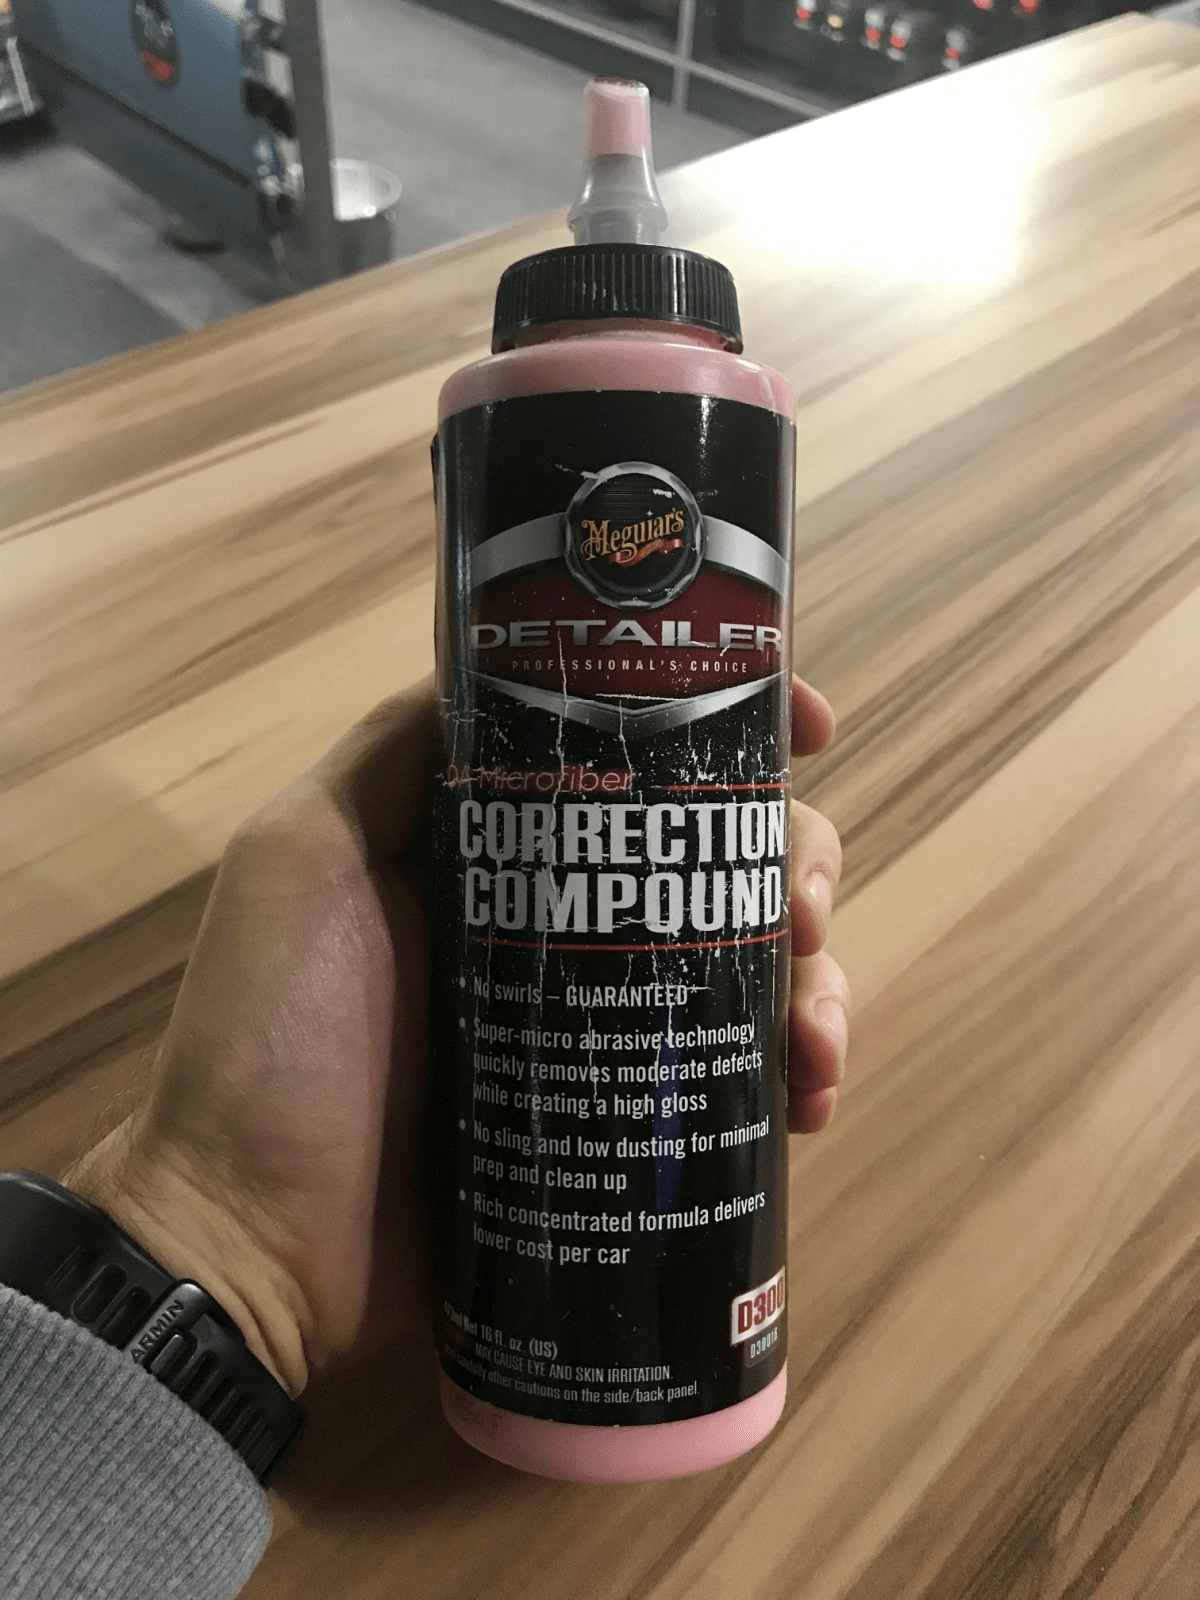 Meguiar's
DETAILER
PROFESSIONAL'S CHOICE
DA Microfiber
CORRECTION
COMPOUND
• No swirls – GUARANTEED*
• Super-micro abrasive technology
quickly removes moderate defects
while creating a high gloss
• No sling and low dusting for minimal
prep and clean up
• Rich concentrated formula delivers
lower cost per car
D300
D30016
Net 16 fl. oz. (US)
MAY CAUSE EYE AND SKIN IRRITATION.
carefully other cautions on the side/back panel.
GARMIN